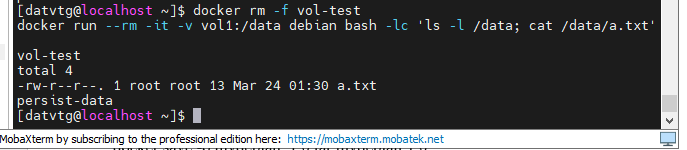 [datvtg@localhost ~]$ docker rm -f vol-test
docker run --rm -it -v vol1:/data debian bash -lc 'ls -l /data; cat /data/a.txt'
vol-test
total 4
-rw-r--r--. 1 root root 13 Mar 24 01:30 a.txt
persist-data
[datvtg@localhost ~]$
MobaXterm by subscribing to the professional edition here: https://mobaxterm.mobatek.net